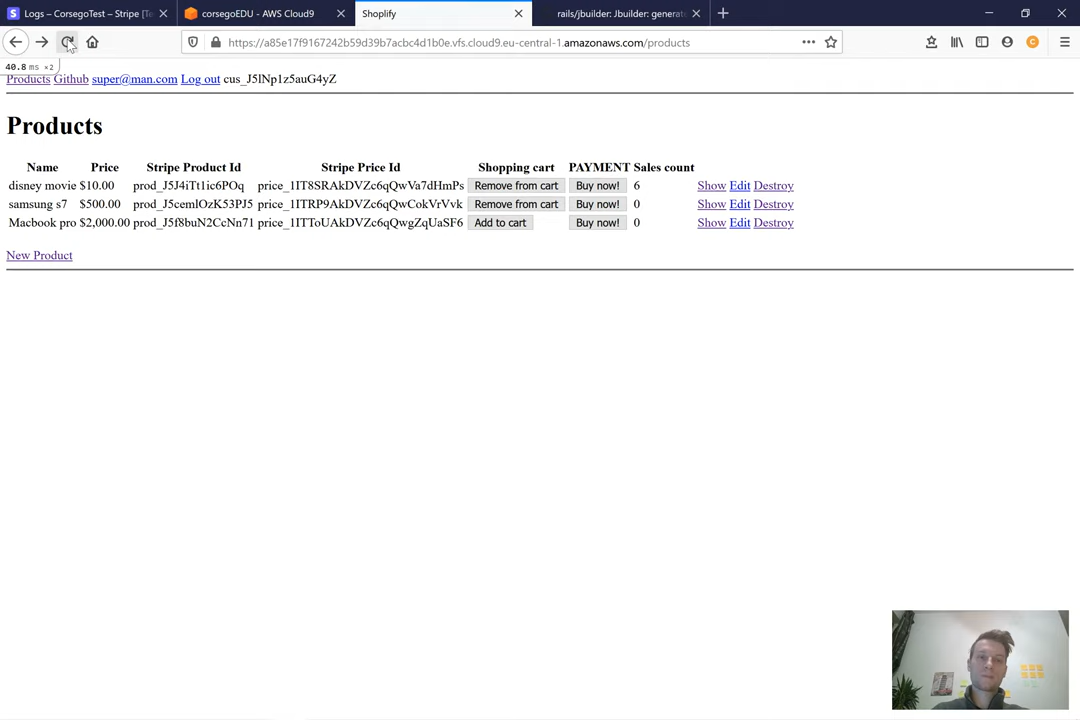 Logs – CorsegoTest – Stripe [Te
corsegoEDU - AWS Cloud9
Shoplify
rails/jbuilder: Jbuilder: generate
https://a85e17f9167242b59d39b7acbc4d1b0e.vfs.cloud9.eu-central-1.amazonaws.com/products
40.8 ms ×2
Products Github super@man.com Log out cus_J5lNp1z5auG4yZ
Products
Name Price Stripe Product Id Stripe Price Id Shopping cart PAYMENT Sales count
disney movie $10.00 prod_J5J4iTt1ic6POq price_1IT8SRAkDVZc6qQwVa7dHmPs Remove from cart Buy now! 6 Show Edit Destroy
samsung s7 $500.00 prod_J5cemlOzK53PJ5 price_1ITRP9AkDVZc6qQwCokVrVvk Remove from cart Buy now! 0 Show Edit Destroy
Macbook pro $2,000.00 prod_J5f8buN2CcNn71 price_1ITToUAkDVZc6qQwgZqUaSF6 Add to cart Buy now! 0 Show Edit Destroy
New Product